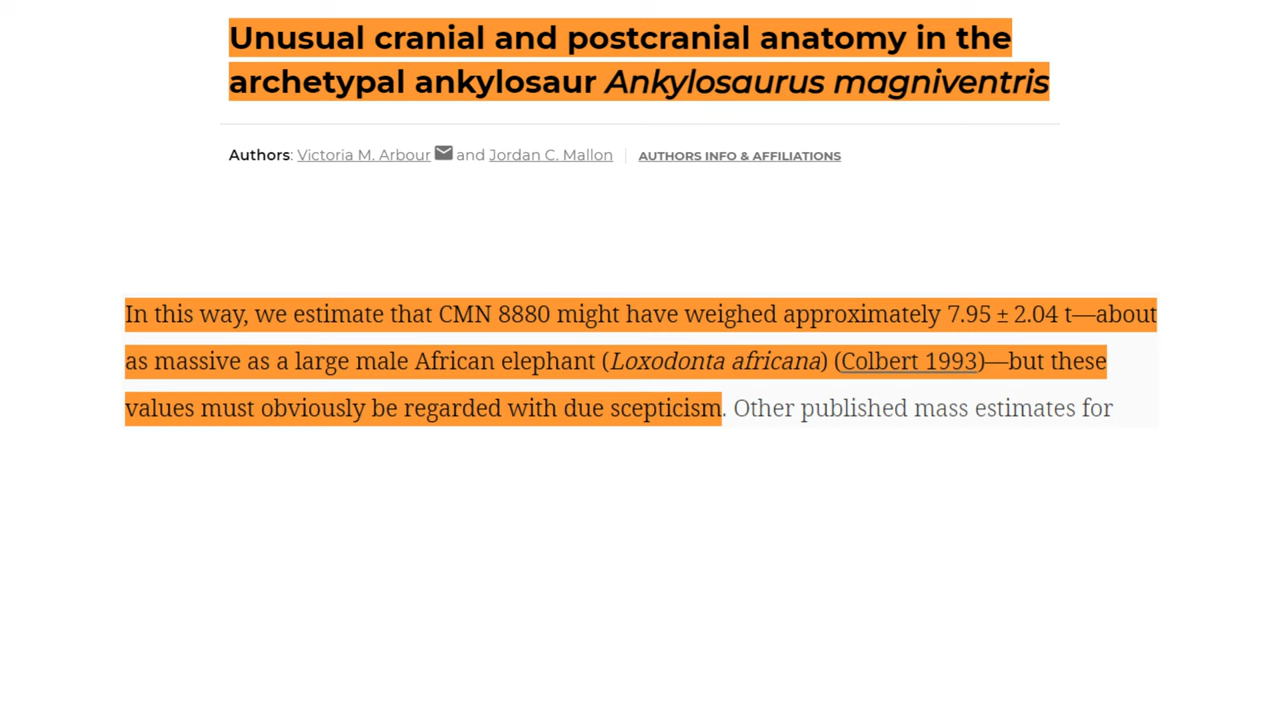 Unusual cranial and postcranial anatomy in the
archetypal ankylosaur Ankylosaurus magniventris
Authors: Victoria M. Arbour and Jordan C. Mallon AUTHORS INFO & AFFILIATIONS
In this way, we estimate that CMN 8880 might have weighed approximately 7.95 ± 2.04 t—about
as massive as a large male African elephant (Loxodonta africana) (Colbert 1993)—but these
values must obviously be regarded with due scepticism. Other published mass estimates for